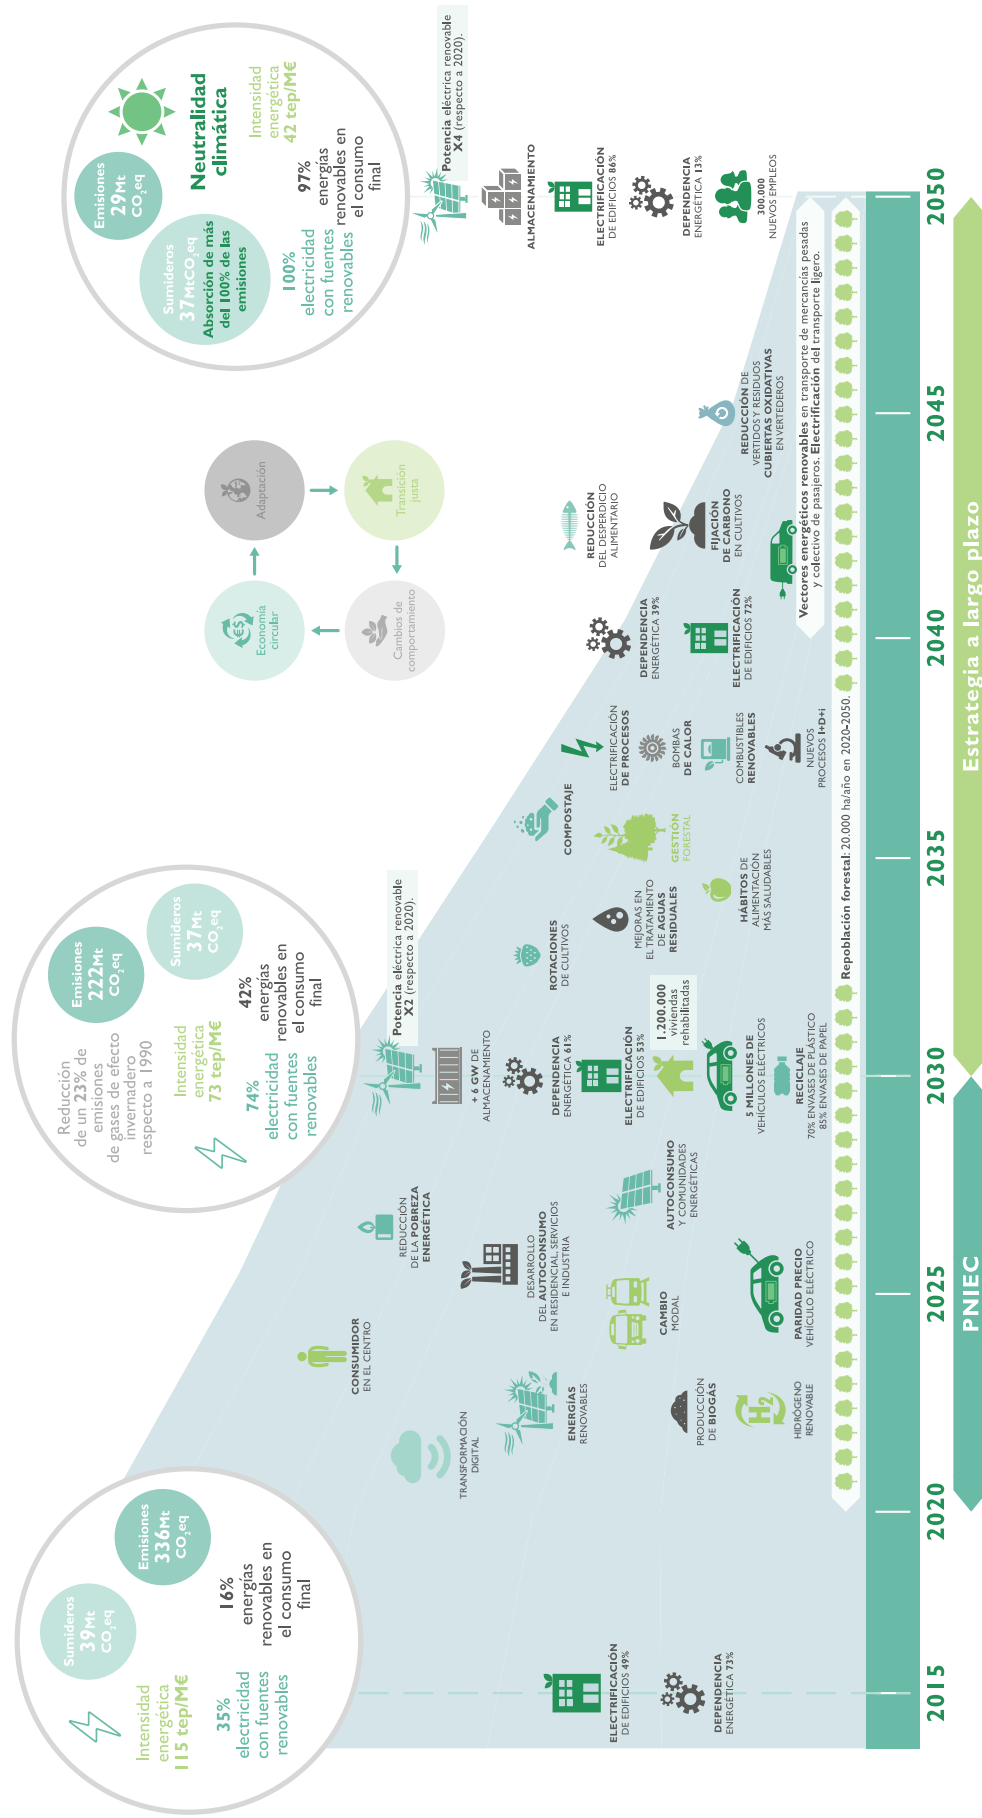 Sumideros
39Mt
CO2eq
Emisiones
336Mt
CO2eq
Intensidad
energética
115 tep/M€
35%
electricidad
con fuentes
renovables
16%
energías
renovables en
el consumo
final
Reducción
de un 23% de
emisiones
de gases de efecto
invernadero
respecto a 1990
Emisiones
222Mt
CO2eq
Sumideros
37Mt
CO2eq
Intensidad
energética
73 tep/M€
74%
electricidad
con fuentes
renovables
42%
energías
renovables en
el consumo
final
Emisiones
29Mt
CO2eq
Sumideros
37MtCO2eq
Absorción de más
del 100% de las
emisiones
Neutralidad
climática
Intensidad
energética
42 tep/M€
100%
electricidad
con fuentes
renovables
97%
energías
renovables en
el consumo
final
Economía
circular
Adaptación
Cambios de
comportamiento
Transición
justa
ELECTRIFICACIÓN
DE EDIFICIOS 49%
DEPENDENCIA
ENERGÉTICA 73%
TRANSFORMACIÓN
DIGITAL
CONSUMIDOR
EN EL CENTRO
ENERGÍAS
RENOVABLES
PRODUCCIÓN
DE BIOGÁS
HIDRÓGENO
RENOVABLE
REDUCCIÓN
DE LA POBREZA
ENERGÉTICA
DESARROLLO
DEL AUTOCONSUMO
EN RESIDENCIAL, SERVICIOS
E INDUSTRIA
CAMBIO
MODAL
AUTOCONSUMO
Y COMUNIDADES
ENERGÉTICAS
PARIDAD PRECIO
VEHÍCULO ELÉCTRICO
Potencia eléctrica renovable
X2 (respecto a 2020).
+ 6 GW DE
ALMACENAMIENTO
DEPENDENCIA
ENERGÉTICA 61%
ELECTRIFICACIÓN
DE EDIFICIOS 53%
1.200.000
viviendas
rehabilitadas
5 MILLONES DE
VEHÍCULOS ELÉCTRICOS
RECICLAJE
70% ENVASES DE PLÁSTICO
85% ENVASES DE PAPEL
ROTACIONES
DE CULTIVOS
MEJORAS EN
EL TRATAMIENTO
DE AGUAS
RESIDUALES
HÁBITOS DE
ALIMENTACIÓN
MÁS SALUDABLES
COMPOSTAJE
GESTIÓN
FORESTAL
ELECTRIFICACIÓN
DE PROCESOS
BOMBAS
DE CALOR
COMBUSTIBLES
RENOVABLES
NUEVOS
PROCESOS I+D+i
DEPENDENCIA
ENERGÉTICA 39%
ELECTRIFICACIÓN
DE EDIFICIOS 72%
REDUCCIÓN
DEL DESPERDICIO
ALIMENTARIO
FIJACIÓN
DE CARBONO
EN CULTIVOS
REDUCCIÓN DE
VERTIDOS Y RESIDUOS
CUBIERTAS OXIDATIVAS
EN VERTEDEROS
Potencia eléctrica renovable
X4 (respecto a 2020).
ALMACENAMIENTO
ELECTRIFICACIÓN
DE EDIFICIOS 86%
DEPENDENCIA
ENERGÉTICA 13%
300.000
NUEVOS EMPLEOS
Vectores energéticos renovables en transporte de mercancías pesadas
y colectivo de pasajeros. Electrificación del transporte ligero.
Repoblación forestal: 20.000 ha/año en 2020-2050.
H2
€$
2015
2020
2025
2030
2035
2040
2045
2050
PNIEC
Estrategia a largo plazo